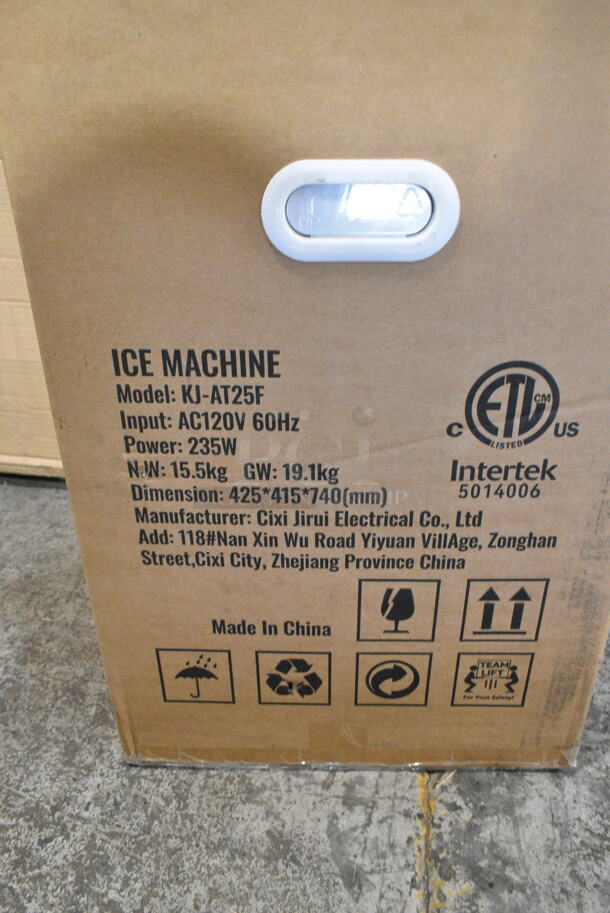 ICE MACHINE
Model: KJ-AT25F
Input: AC120V 60Hz
Power: 235W
N.W: 15.5kg GW: 19.1kg
Dimension: 425*415*740(mm)
Manufacturer: Cixi Jirui Electrical Co., Ltd
Add: 118#Nan Xin Wu Road Yiyuan VillAge, Zonghan
Street,Cixi City, Zhejiang Province China
C ETL CM US
LISTED
Intertek
5014006
Made In China
TEAM
LIFT
For Your Safety!